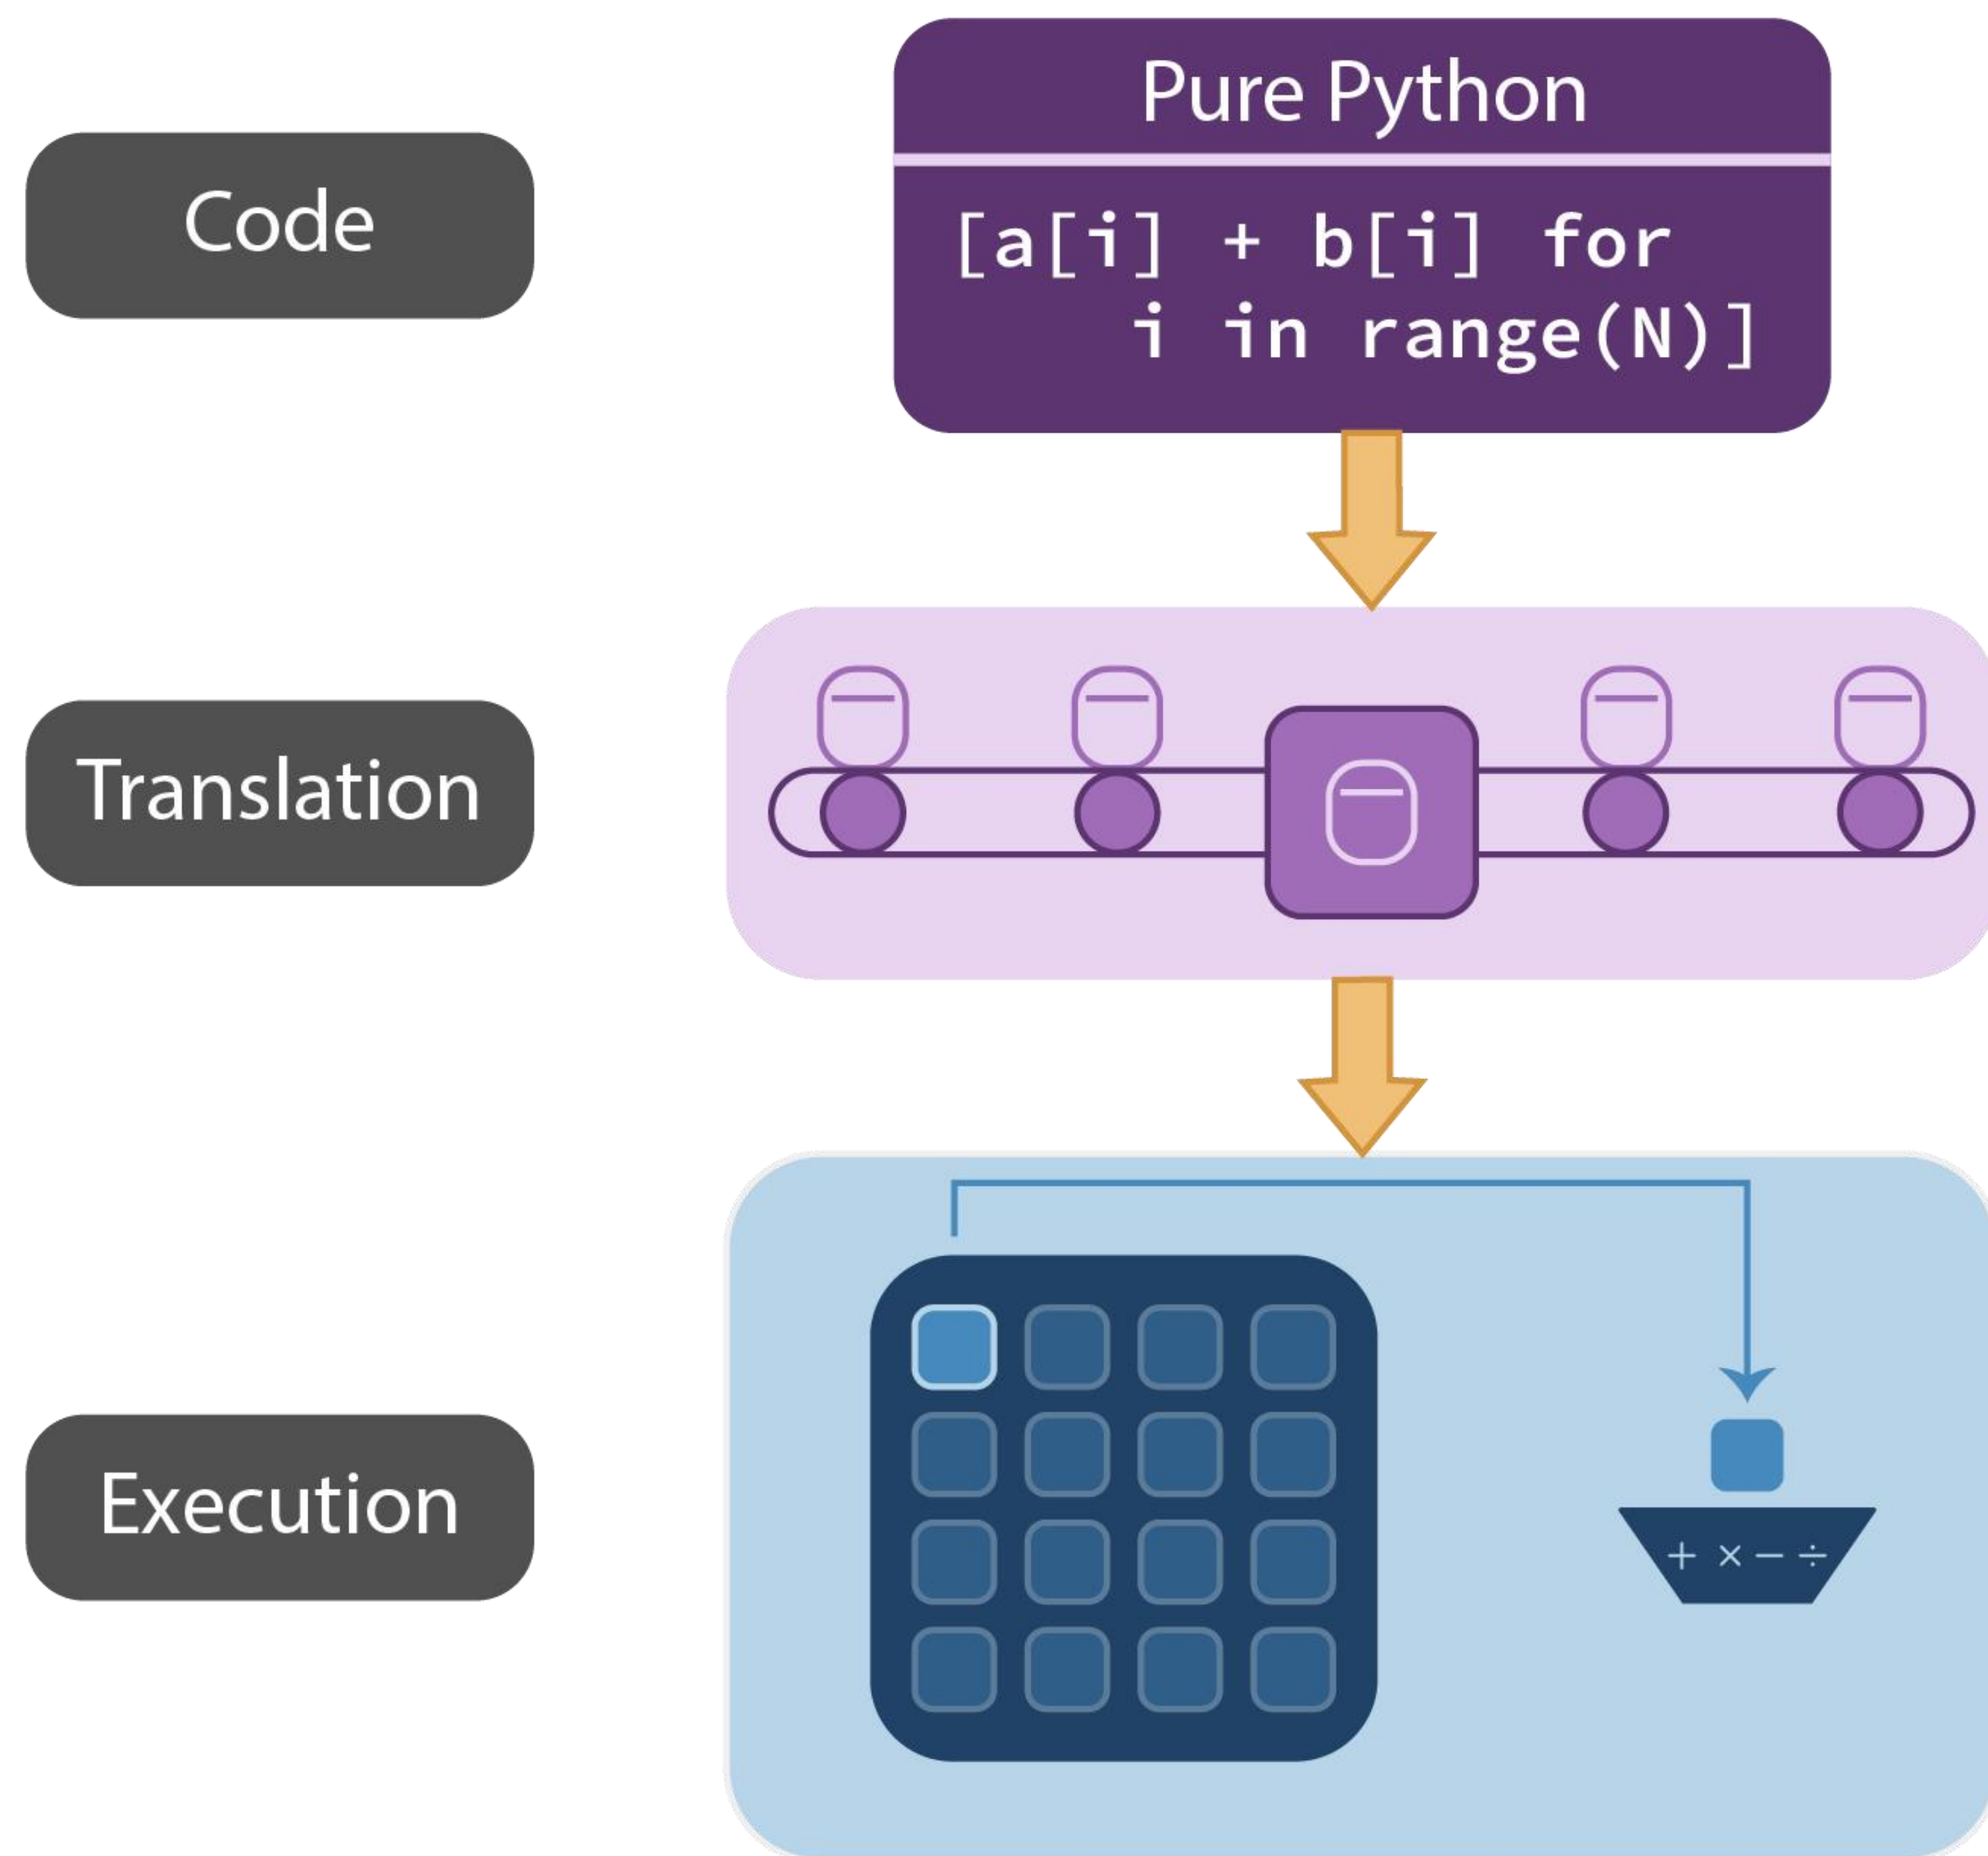 Code
Pure Python
[a[i] + b[i] for
i in range(N)]
Translation
Execution
+ × − ÷